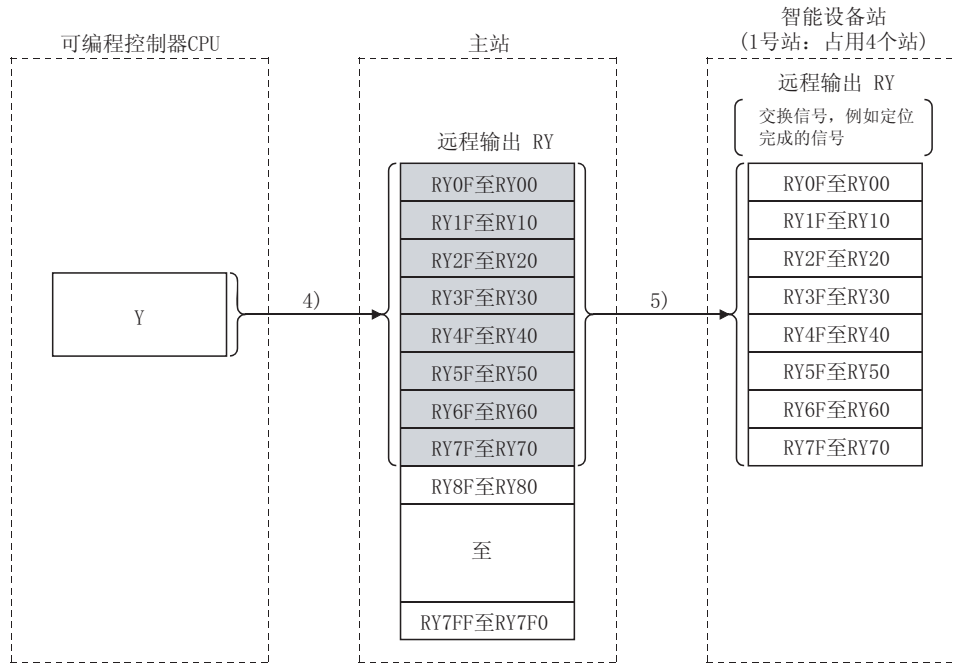 可编程控制器CPU
Y
4)
主站
远程输出 RY
RY0F至RY00
RY1F至RY10
RY2F至RY20
RY3F至RY30
RY4F至RY40
RY5F至RY50
RY6F至RY60
RY7F至RY70
RY8F至RY80
至
RY7FF至RY7F0
5)
智能设备站
(1号站：占用4个站)
远程输出 RY
交换信号，例如定位
完成的信号
RY0F至RY00
RY1F至RY10
RY2F至RY20
RY3F至RY30
RY4F至RY40
RY5F至RY50
RY6F至RY60
RY7F至RY70